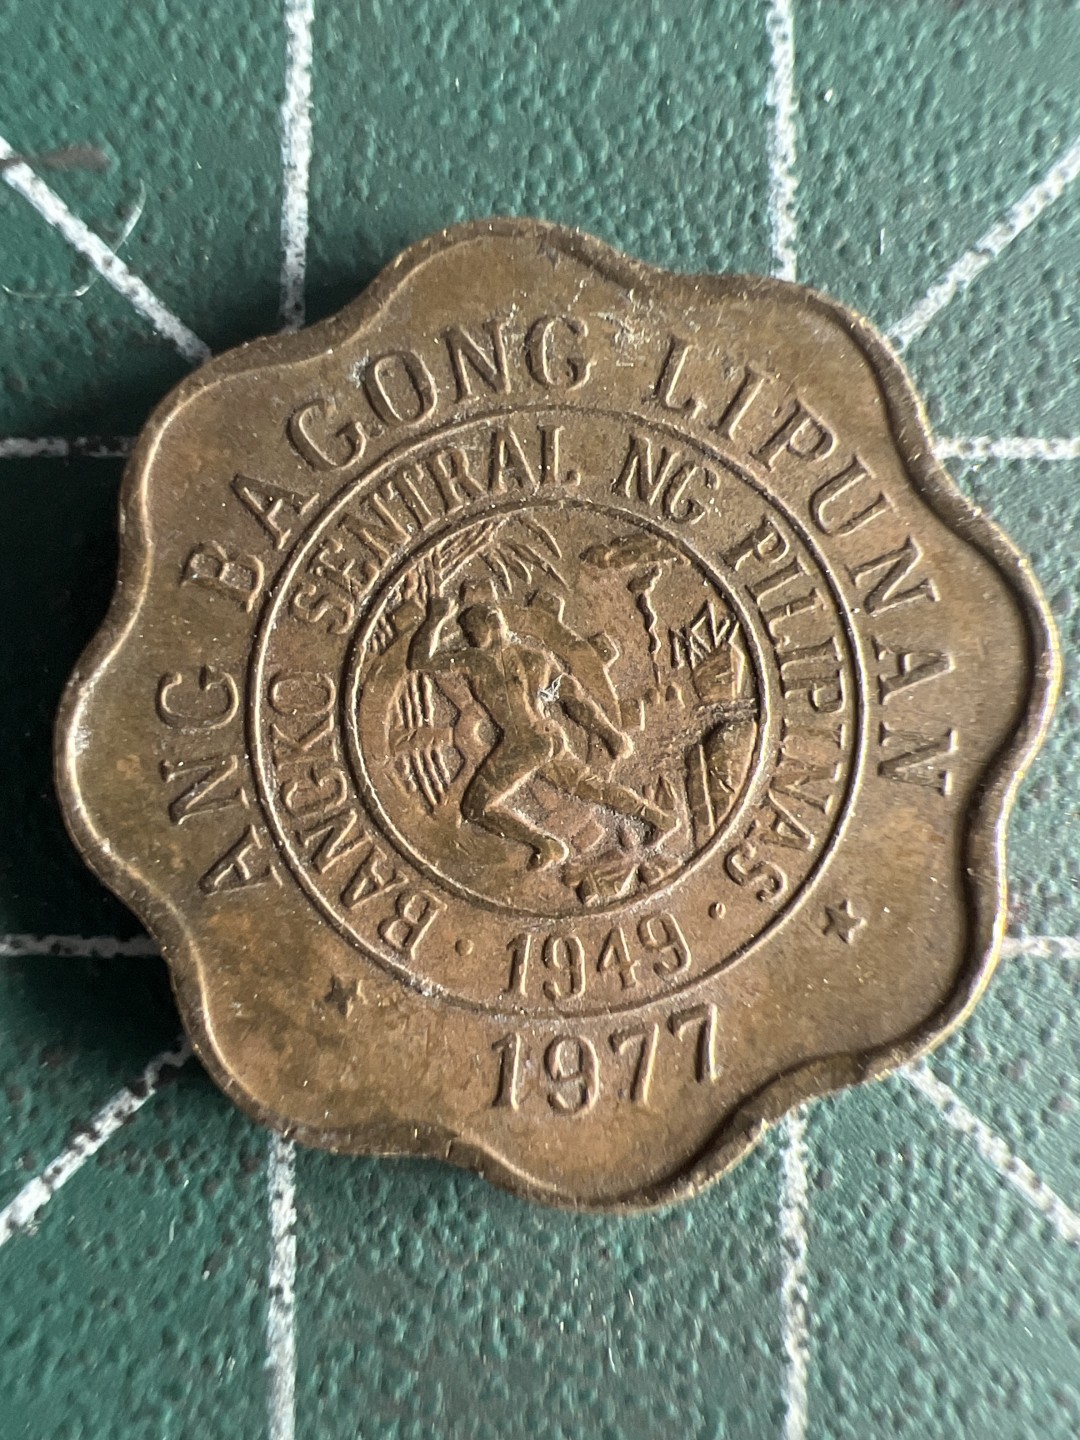 ANG BAGONG LIPUNAN
BANGKO SENTRAL NG PILIPINAS
· 1949 ·
1977